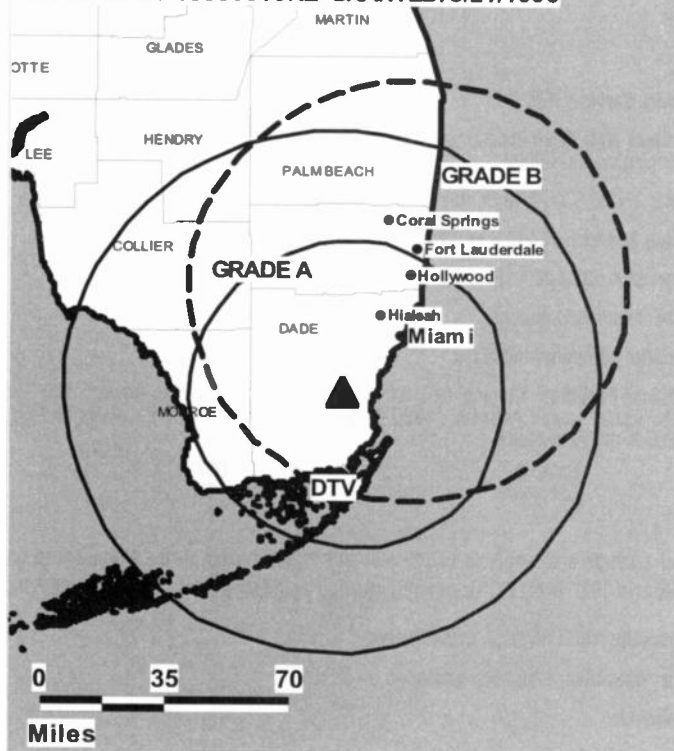 MARTIN
GLADES
OTTE
HENDRY
LEE
PALM BEACH
GRADE B
Coral Springs
COLLIER
Fort Lauderdale
GRADE A
Hollywood
DADE
Hialeah
Miami
MONROE
DTV
0 35 70
Miles